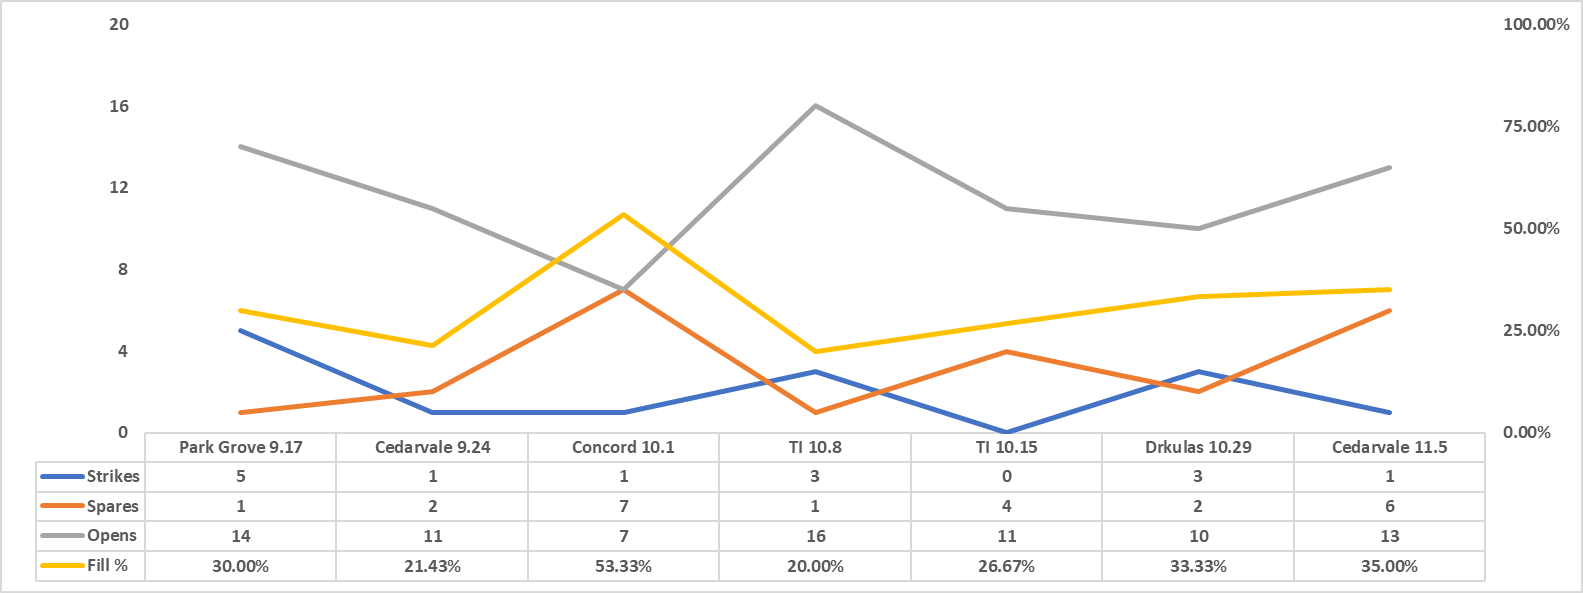 20 100.00%
16 75.00%
12
50.00%
8
25.00%
4
0 0.00%
Park Grove 9.17 Cedarvale 9.24 Concord 10.1 TI 10.8 TI 10.15 Drkulas 10.29 Cedarvale 11.5
Strikes 5 1 1 3 0 3 1
Spares 1 2 7 1 4 2 6
Opens 14 11 7 16 11 10 13
Fill % 30.00% 21.43% 53.33% 20.00% 26.67% 33.33% 35.00%